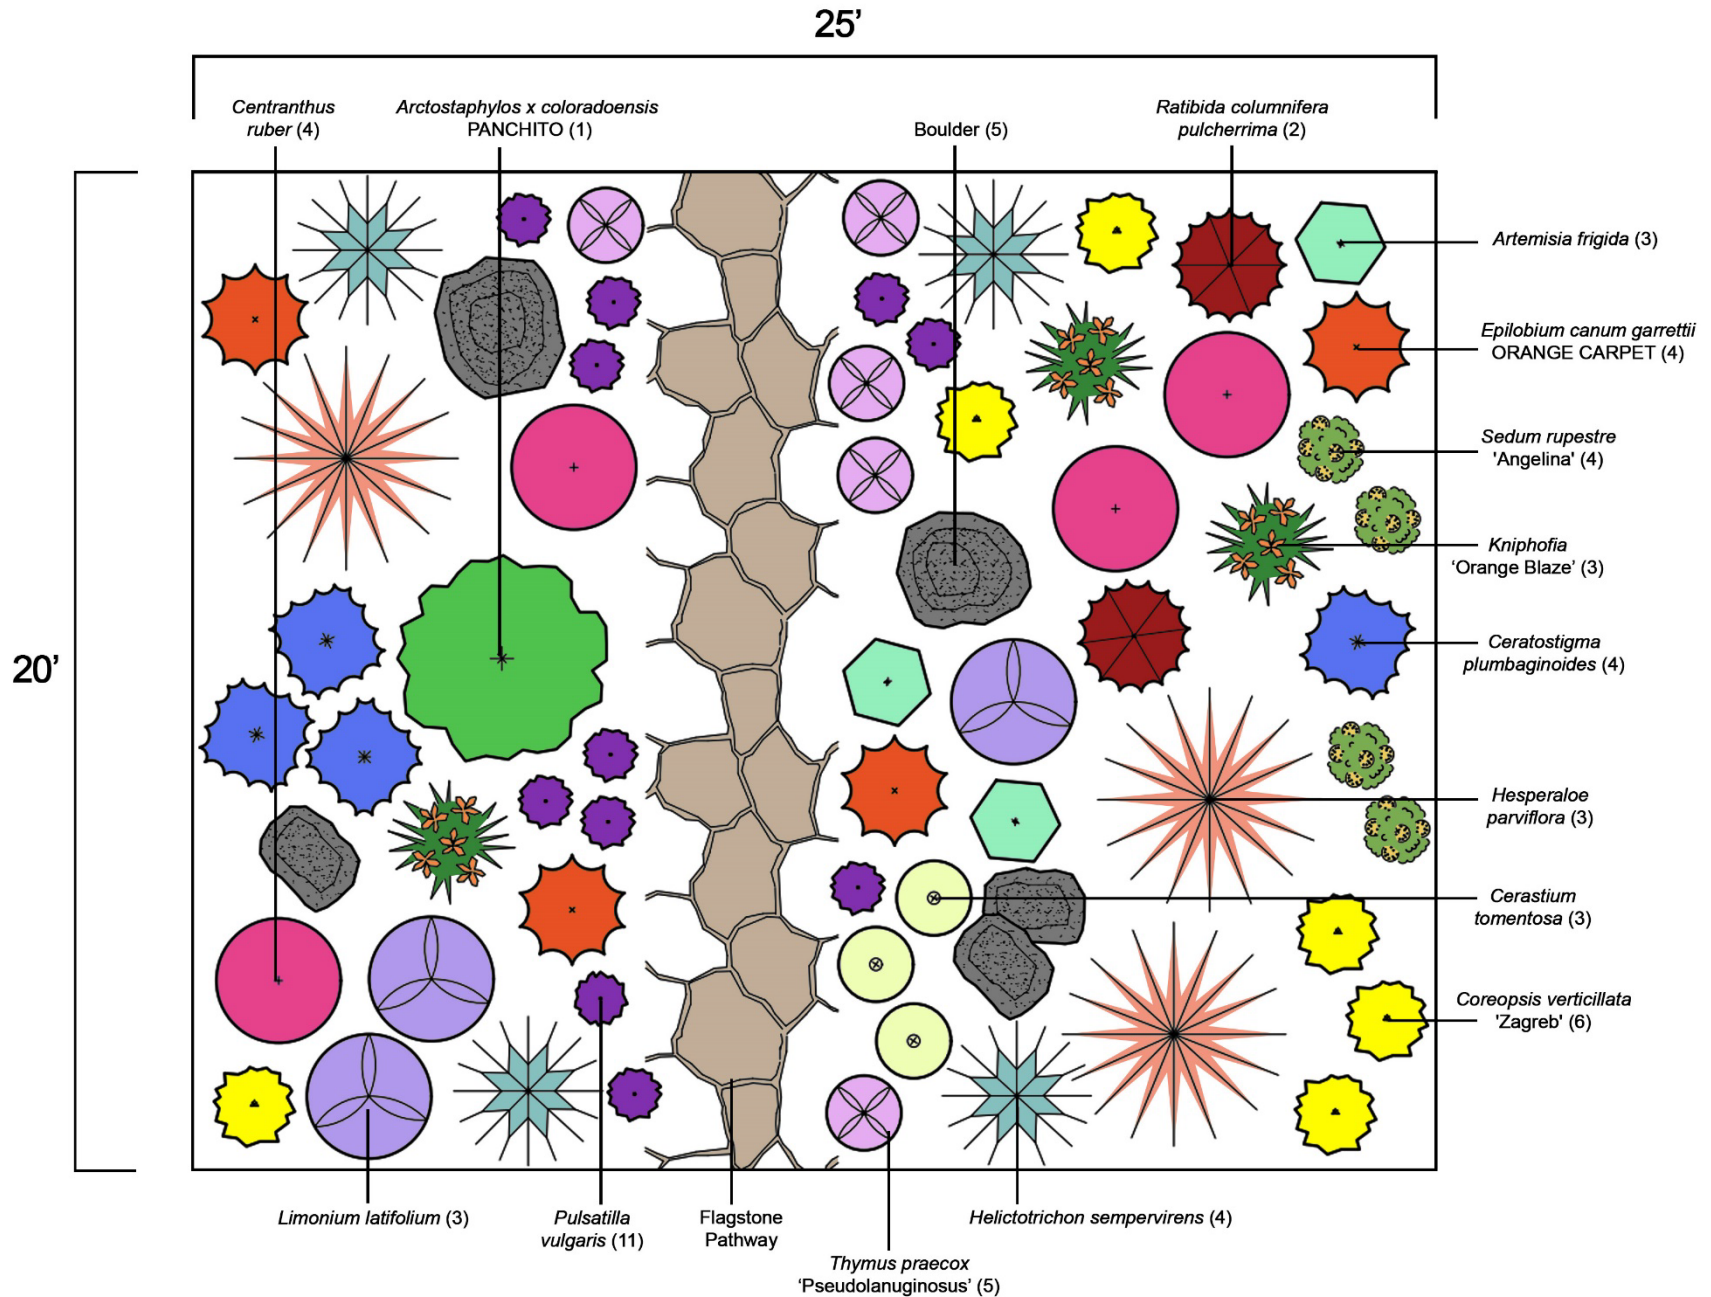 25’
Centranthus
ruber (4)
Arctostaphylos x coloradoensis
PANCHITO (1)
Boulder (5)
Ratibida columnifera
pulcherrima (2)
20’
Artemisia frigida (3)
Epilobium canum garrettii
ORANGE CARPET (4)
Sedum rupestre
'Angelina' (4)
Kniphofia
‘Orange Blaze’ (3)
Ceratostigma
plumbaginoides (4)
Hesperaloe
parviflora (3)
Cerastium
tomentosa (3)
Coreopsis verticillata
'Zagreb' (6)
Limonium latifolium (3)
Pulsatilla
vulgaris (11)
Flagstone
Pathway
Thymus praecox
‘Pseudolanuginosus’ (5)
Helictotrichon sempervirens (4)